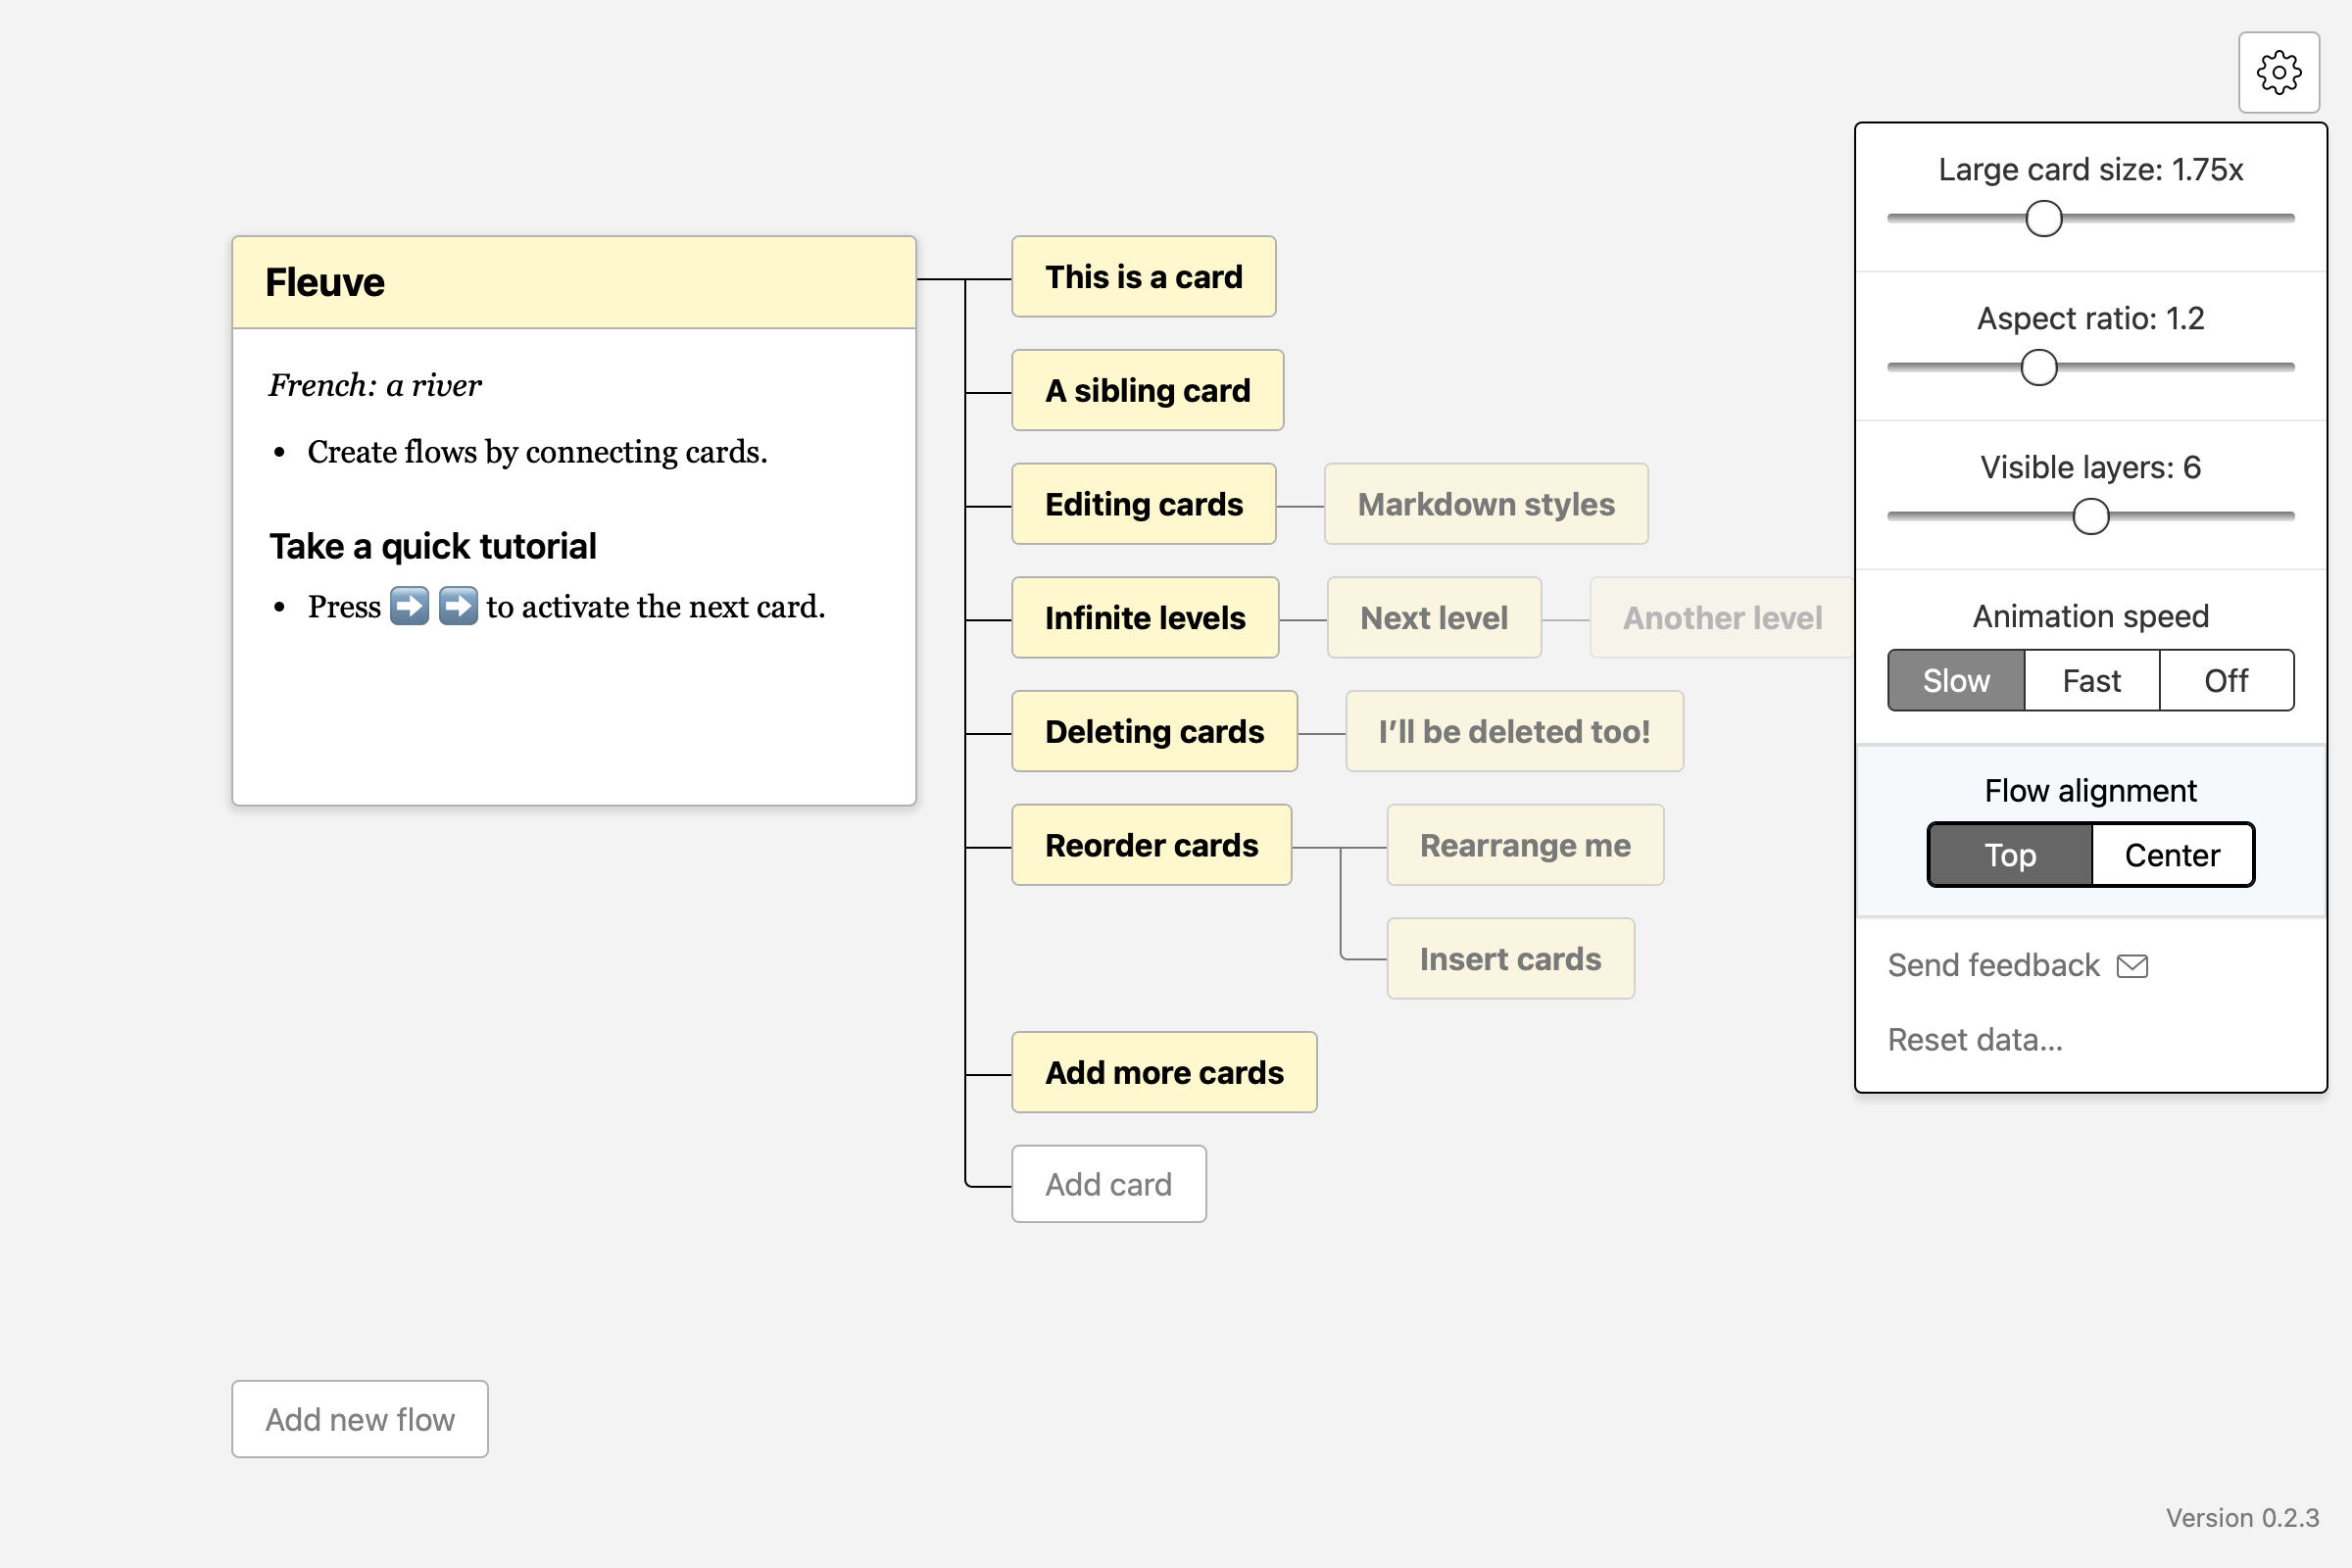 Fleuve
French: a river
• Create flows by connecting cards.
Take a quick tutorial
• Press ➡️ ➡️ to activate the next card.
This is a card
A sibling card
Editing cards
Markdown styles
Infinite levels
Next level
Another level
Deleting cards
I’ll be deleted too!
Reorder cards
Rearrange me
Insert cards
Add more cards
Add card
Add new flow
Large card size: 1.75x
Aspect ratio: 1.2
Visible layers: 6
Animation speed
Slow Fast Off
Flow alignment
Top Center
Send feedback
Reset data...
Version 0.2.3